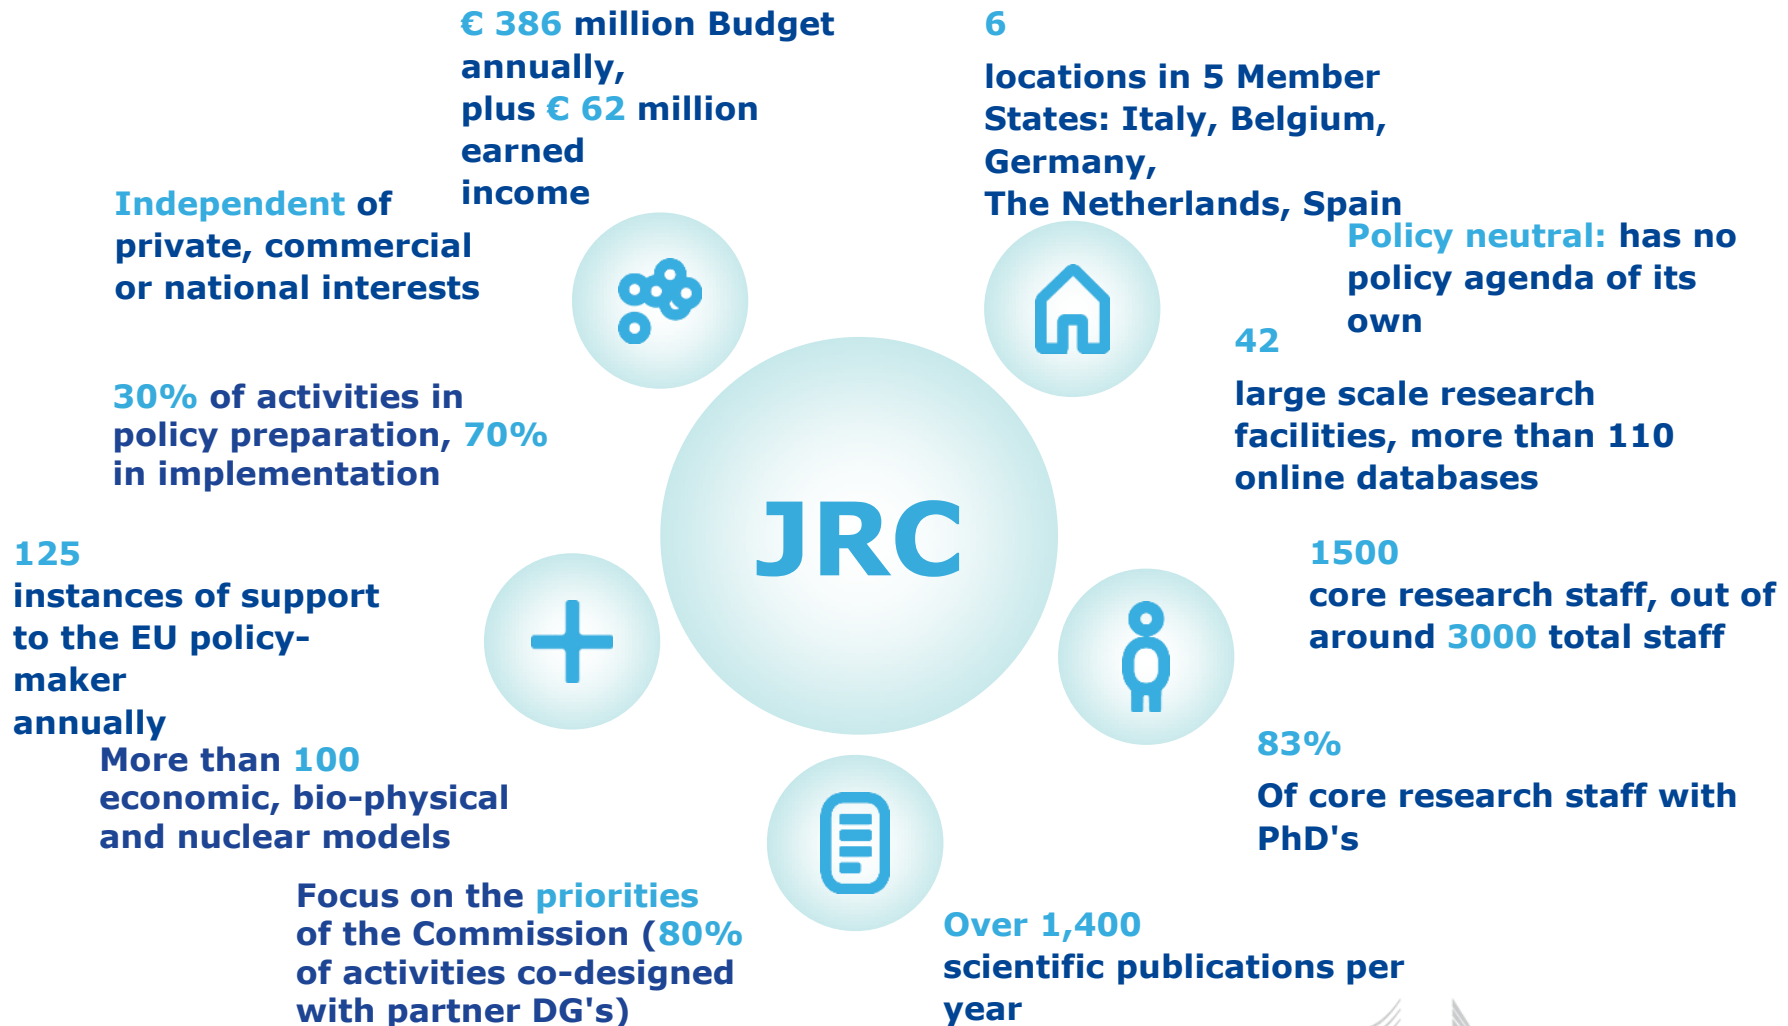 € 386 million Budget
annually,
plus € 62 million
earned
income
6
locations in 5 Member
States: Italy, Belgium,
Germany,
The Netherlands, Spain
Independent of
private, commercial
or national interests
Policy neutral: has no
policy agenda of its
own
42
large scale research
facilities, more than 110
online databases
30% of activities in
policy preparation, 70%
in implementation
JRC
125
instances of support
to the EU policy-
maker
annually
1500
core research staff, out of
around 3000 total staff
More than 100
economic, bio-physical
and nuclear models
83%
Of core research staff with
PhD's
Focus on the priorities
of the Commission (80%
of activities co-designed
with partner DG's)
Over 1,400
scientific publications per
year